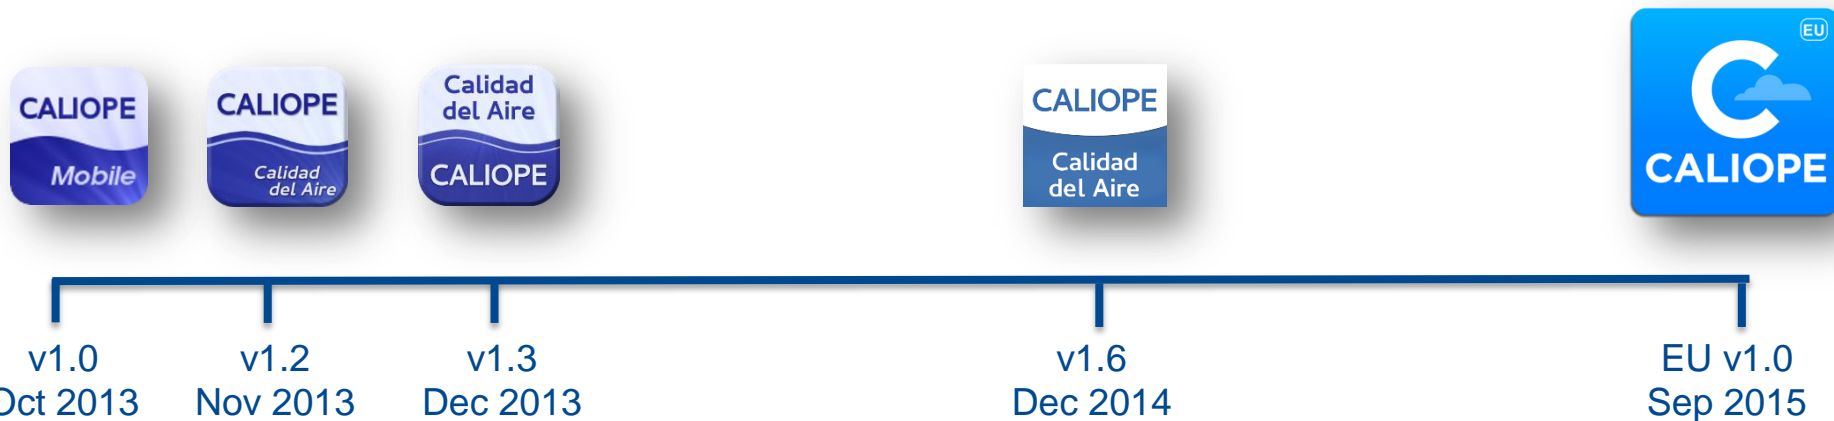 CALIOPE
Mobile
CALIOPE
Calidad
del Aire
Calidad
del Aire
CALIOPE
CALIOPE
Calidad
del Aire
EU
C
CALIOPE
v1.0
Oct 2013
v1.2
Nov 2013
v1.3
Dec 2013
v1.6
Dec 2014
EU v1.0
Sep 2015